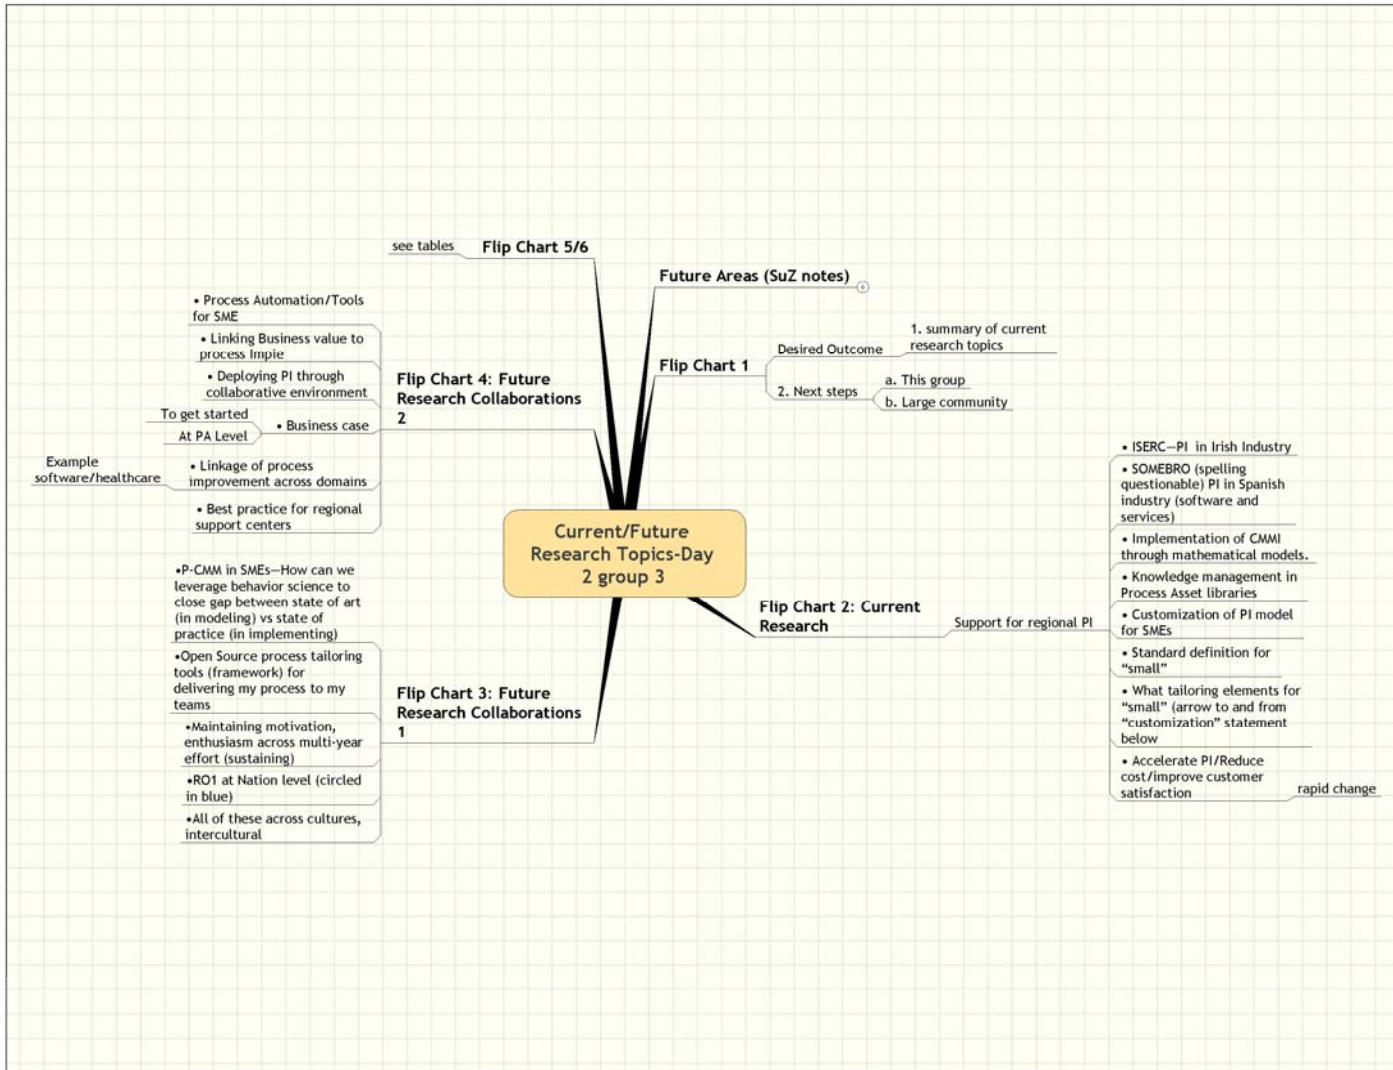 see tables
Flip Chart 5/6
Future Areas (SuZ notes)
Flip Chart 1
Desired Outcome
1. summary of current
research topics
2. Next steps
a. This group
b. Large community
• Process Automation/Tools
for SME
• Linking Business value to
process Impie
• Deploying PI through
collaborative environment
To get started
At PA Level
• Business case
Example
software/healthcare
• Linkage of process
improvement across domains
• Best practice for regional
support centers
Flip Chart 4: Future
Research Collaborations
2
Current/Future
Research Topics-Day
2 group 3
Flip Chart 2: Current
Research
Support for regional PI
• ISERC—PI in Irish Industry
• SOMEBRO (spelling
questionable) PI in Spanish
industry (software and
services)
• Implementation of CMMI
through mathematical models.
• Knowledge management in
Process Asset libraries
• Customization of PI model
for SMEs
• Standard definition for
“small”
• What tailoring elements for
“small” (arrow to and from
“customization” statement
below
• Accelerate PI/Reduce
cost/improve customer
satisfaction
rapid change
•P-CMM in SMEs—How can we
leverage behavior science to
close gap between state of art
(in modeling) vs state of
practice (in implementing)
•Open Source process tailoring
tools (framework) for
delivering my process to my
teams
•Maintaining motivation,
enthusiasm across multi-year
effort (sustaining)
•RO1 at Nation level (circled
in blue)
•All of these across cultures,
intercultural
Flip Chart 3: Future
Research Collaborations
1